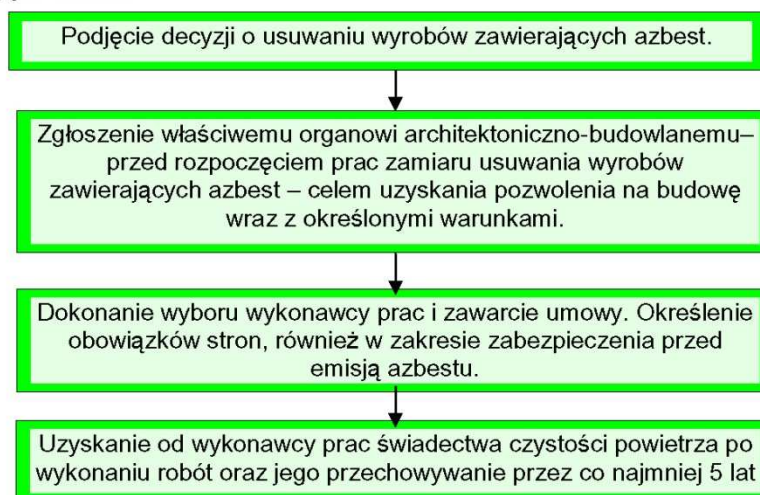 Podjęcie decyzji o usuwaniu wyrobów zawierających azbest.
Zgłoszenie właściwemu organowi architektoniczno-budowlanemu–
przed rozpoczęciem prac zamiaru usuwania wyrobów
zawierających azbest – celem uzyskania pozwolenia na budowę
wraz z określonymi warunkami.
Dokonanie wyboru wykonawcy prac i zawarcie umowy. Określenie
obowiązków stron, również w zakresie zabezpieczenia przed
emisją azbestu.
Uzyskanie od wykonawcy prac świadectwa czystości powietrza po
wykonaniu robót oraz jego przechowywanie przez co najmniej 5 lat